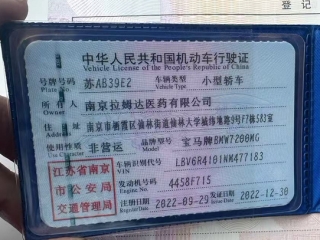 登记
中华人民共和国机动车行驶证
Vehicle License of the People's Republic of China
号牌号码 Plate No. 苏AB39E2 车辆类型 Vehicle Type 小型轿车
所有人 Owner 南京拉姆达医药有限公司
住址 Address 南京市栖霞区仙林街道仙林大学城纬地路9号F7栋583室
使用性质 Use Character 非营运 品牌型号 Model 宝马牌BMW7200MG
江苏省南京市公安局交通管理局
车辆识别代号 VIN LBV6R4101NM477183
发动机号码 Engine No. 4458F715
注册日期 Register Date 2022-09-29 发证日期 Issue Date 2022-12-30